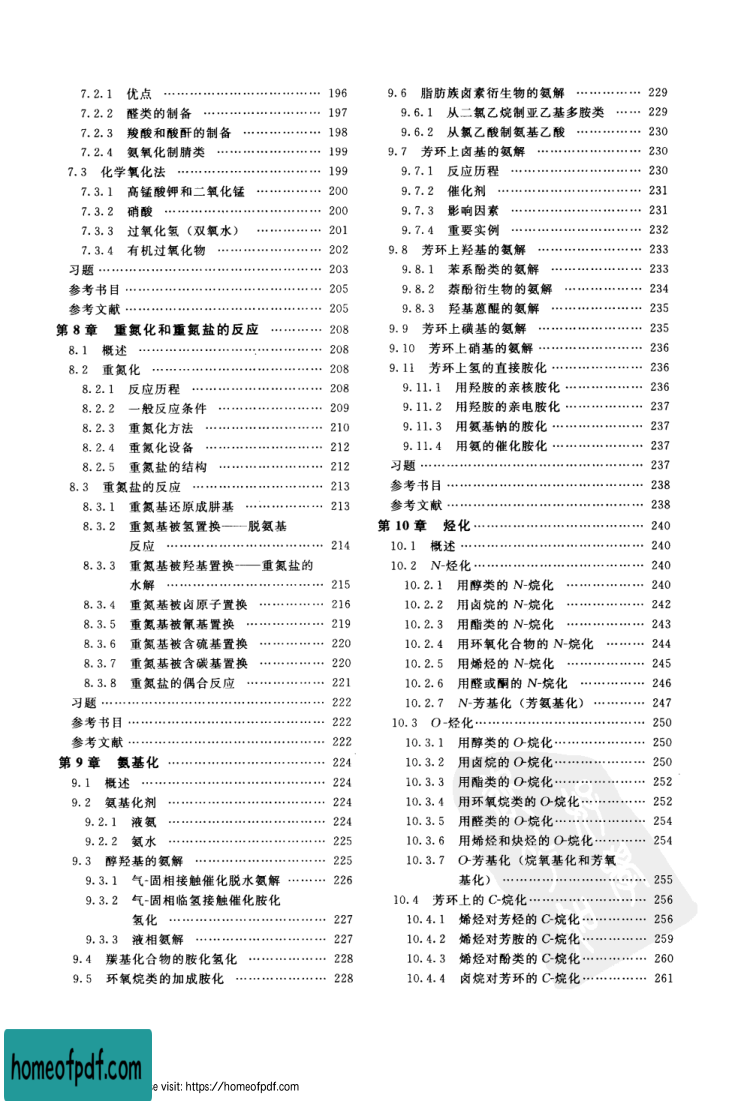 7.2.1 优点 …… 196
7.2.2 醛类的制备 …… 197
7.2.3 羧酸和酸酐的制备 …… 198
7.2.4 氨氧化制腈类 …… 199
7.3 化学氧化法 …… 199
7.3.1 高锰酸钾和二氧化锰 …… 200
7.3.2 硝酸 …… 200
7.3.3 过氧化氢（双氧水） …… 201
7.3.4 有机过氧化物 …… 202
习题 …… 203
参考书目 …… 205
参考文献 …… 205
第8章 重氮化和重氮盐的反应 …… 208
8.1 概述 …… 208
8.2 重氮化 …… 208
8.2.1 反应历程 …… 208
8.2.2 一般反应条件 …… 209
8.2.3 重氮化方法 …… 210
8.2.4 重氮化设备 …… 212
8.2.5 重氮盐的结构 …… 212
8.3 重氮盐的反应 …… 213
8.3.1 重氮基还原成肼基 …… 213
8.3.2 重氮基被氢置换——脱氨基
反应 …… 214
8.3.3 重氮基被羟基置换——重氮盐的
水解 …… 215
8.3.4 重氮基被卤原子置换 …… 216
8.3.5 重氮基被氰基置换 …… 219
8.3.6 重氮基被含硫基置换 …… 220
8.3.7 重氮基被含碳基置换 …… 220
8.3.8 重氮盐的偶合反应 …… 221
习题 …… 222
参考书目 …… 222
参考文献 …… 222
第9章 氨基化 …… 224
9.1 概述 …… 224
9.2 氨基化剂 …… 224
9.2.1 液氨 …… 224
9.2.2 氨水 …… 225
9.3 醇羟基的氨解 …… 225
9.3.1 气-固相接触催化脱水氨解 …… 226
9.3.2 气-固相临氢接触催化胺化
氢化 …… 227
9.3.3 液相氨解 …… 227
9.4 羰基化合物的胺化氢化 …… 228
9.5 环氧烷类的加成胺化 …… 228
9.6 脂肪族卤素衍生物的氨解 …… 229
9.6.1 从二氯乙烷制亚乙基多胺类 …… 229
9.6.2 从氯乙酸制氨基乙酸 …… 230
9.7 芳环上卤基的氨解 …… 230
9.7.1 反应历程 …… 230
9.7.2 催化剂 …… 231
9.7.3 影响因素 …… 231
9.7.4 重要实例 …… 232
9.8 芳环上羟基的氨解 …… 233
9.8.1 苯系酚类的氨解 …… 233
9.8.2 萘酚衍生物的氨解 …… 234
9.8.3 羟基蒽醌的氨解 …… 235
9.9 芳环上磺基的氨解 …… 235
9.10 芳环上硝基的氨解 …… 236
9.11 芳环上氢的直接胺化 …… 236
9.11.1 用羟胺的亲核胺化 …… 236
9.11.2 用羟胺的亲电胺化 …… 237
9.11.3 用氨基钠的胺化 …… 237
9.11.4 用氨的催化胺化 …… 237
习题 …… 237
参考书目 …… 238
参考文献 …… 238
第10章 烃化 …… 240
10.1 概述 …… 240
10.2 N-烃化 …… 240
10.2.1 用醇类的 N-烷化 …… 240
10.2.2 用卤烷的 N-烷化 …… 242
10.2.3 用酯类的 N-烷化 …… 243
10.2.4 用环氧化合物的 N-烷化 …… 244
10.2.5 用烯烃的 N-烷化 …… 245
10.2.6 用醛或酮的 N-烷化 …… 246
10.2.7 N-芳基化（芳氨基化） …… 247
10.3 O-烃化 …… 250
10.3.1 用醇类的 O-烷化 …… 250
10.3.2 用卤烷的 O-烷化 …… 250
10.3.3 用酯类的 O-烷化 …… 252
10.3.4 用环氧烷类的 O-烷化 …… 252
10.3.5 用醛类的 O-烷化 …… 254
10.3.6 用烯烃和炔烃的 O-烷化 …… 254
10.3.7 O-芳基化（烷氧基化和芳氧
基化） …… 255
10.4 芳环上的 C-烷化 …… 256
10.4.1 烯烃对芳烃的 C-烷化 …… 256
10.4.2 烯烃对芳胺的 C-烷化 …… 259
10.4.3 烯烃对酚类的 C-烷化 …… 260
10.4.4 卤烷对芳环的 C-烷化 …… 261
homeofpdf.com
e visit: https://homeofpdf.com